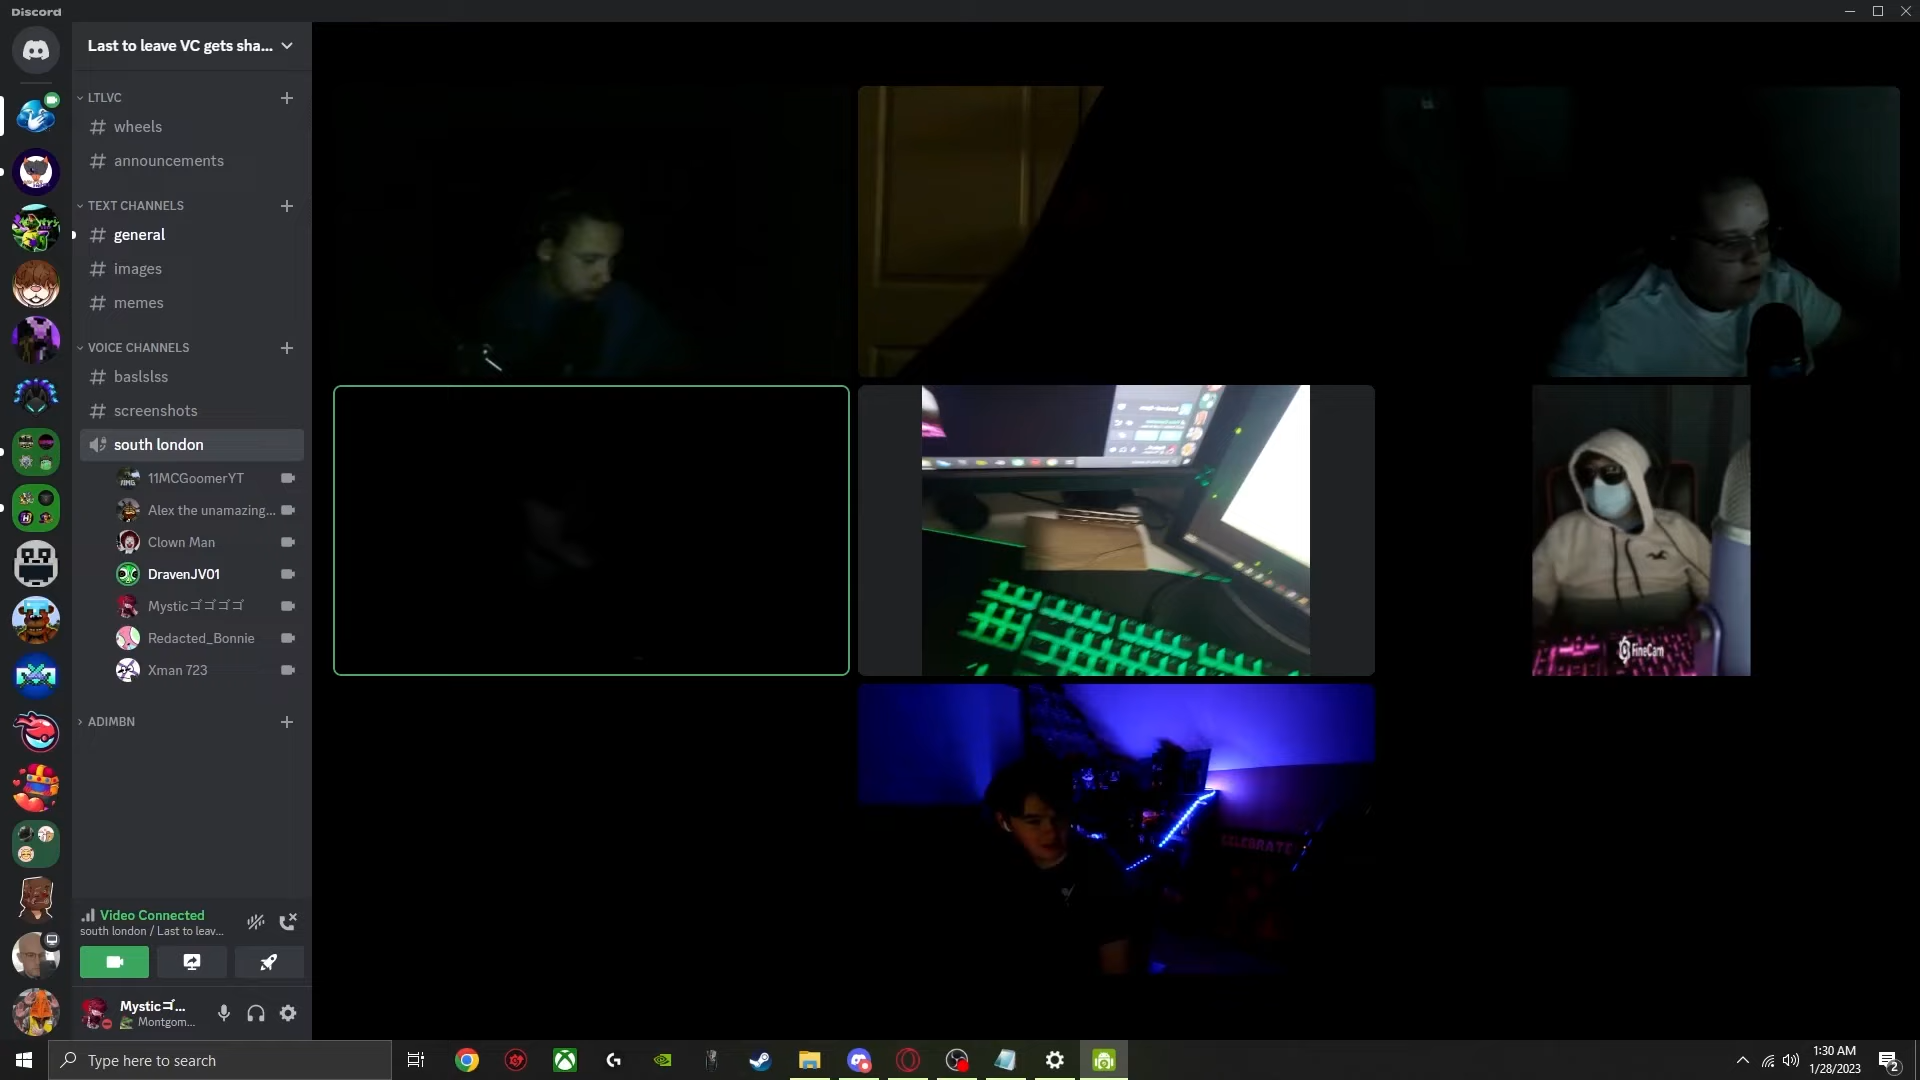 Discord
Last to leave VC gets sha...
LTLVC
wheels
announcements
TEXT CHANNELS
general
images
memes
VOICE CHANNELS
baslslss
screenshots
south london
11MCGoomerYT
Alex the unamazing...
Clown Man
DravenJV01
Mysticゴゴゴゴ
Redacted_Bonnie
Xman 723
ADIMBN
Video Connected
south london / Last to leav...
Mysticゴ...
Montgom...
FineCam
CELEBRATE
Type here to search
1:30 AM
1/28/2023
2